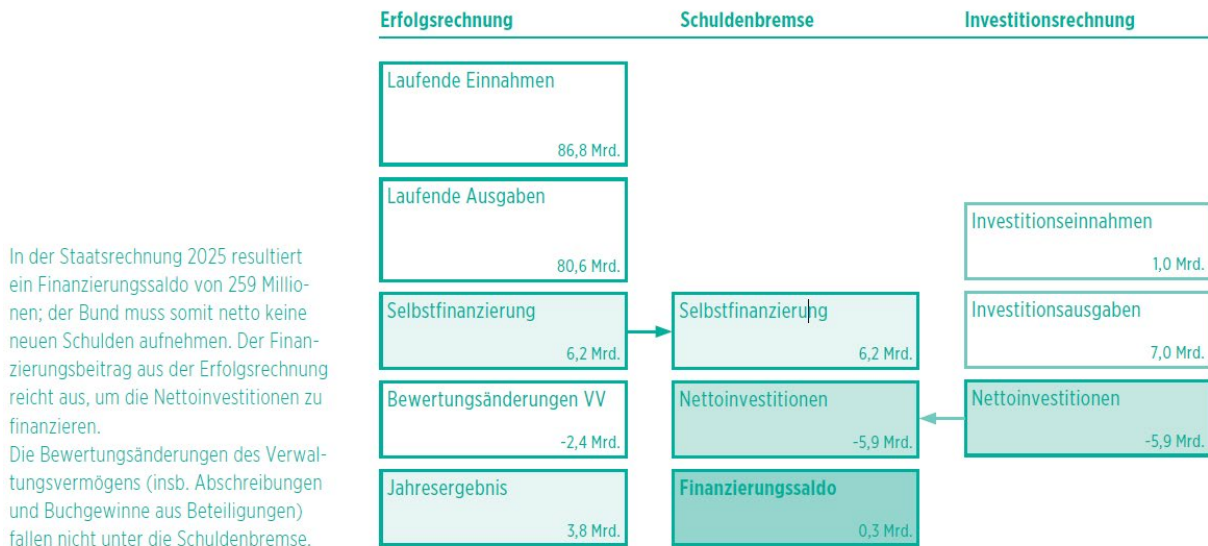 Erfolgsrechnung
Schuldenbremse
Investitionsrechnung
In der Staatsrechnung 2025 resultiert
ein Finanzierungssaldo von 259 Millio-
nen; der Bund muss somit netto keine
neuen Schulden aufnehmen. Der Finan-
zierungsbeitrag aus der Erfolgsrechnung
reicht aus, um die Nettoinvestitionen zu
finanzieren.
Die Bewertungsänderungen des Verwal-
tungsvermögens (insb. Abschreibungen
und Buchgewinne aus Beteiligungen)
fallen nicht unter die Schuldenbremse.
Laufende Einnahmen
86,8 Mrd.
Laufende Ausgaben
80,6 Mrd.
Selbstfinanzierung
6,2 Mrd.
Bewertungsänderungen VV
-2,4 Mrd.
Jahresergebnis
3,8 Mrd.
Selbstfinanzierung
6,2 Mrd.
Nettoinvestitionen
-5,9 Mrd.
Finanzierungssaldo
0,3 Mrd.
Investitionseinnahmen
1,0 Mrd.
Investitionsausgaben
7,0 Mrd.
Nettoinvestitionen
-5,9 Mrd.